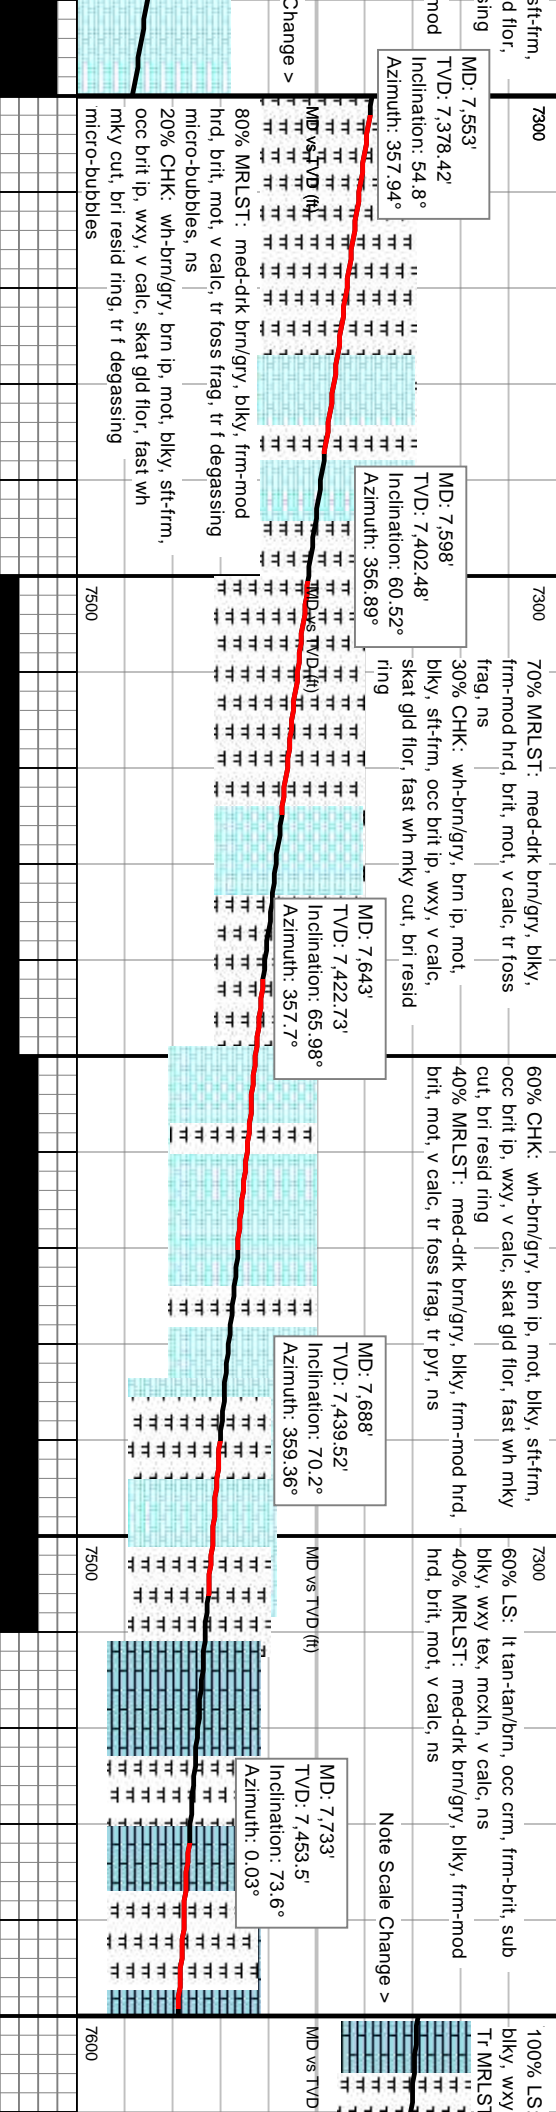 sft-frm,
d flor,
sing
mod
Change >
7300
MD: 7,553'
TVD: 7,378.42'
Inclination: 54.8°
Azimuth: 357.94°
MD vs TVD (ft)
80% MRLST:  med-drk brn/gry, blky, frm-mod
hrd, brit, mot, v calc, tr foss frag, tr f degassing
micro-bubbles, ns
20% CHK:  wh-brn/gry, brn ip, mot, blky, sft-frm,
occ brit ip, wxy, v calc, skat gld flor, fast wh
mky cut, bri resid ring, tr f degassing
micro-bubbles
MD: 7,598'
TVD: 7,402.48'
Inclination: 60.52°
Azimuth: 356.89°
7300
MD vs TVD (ft)
7500
70% MRLST:  med-drk brn/gry, blky,
frm-mod hrd, brit, mot, v calc, tr foss
frag, ns
30% CHK:  wh-brn/gry, brn ip, mot,
blky, sft-frm, occ brit ip, wxy, v calc,
skat gld flor, fast wh mky cut, bri resid
ring
MD: 7,643'
TVD: 7,422.73'
Inclination: 65.98°
Azimuth: 357.7°
60% CHK:  wh-brn/gry, brn ip, mot, blky, sft-frm,
occ brit ip, wxy, v calc, skat gld flor, fast wh mky
cut, bri resid ring
40% MRLST:  med-drk brn/gry, blky, frm-mod hrd,
brit, mot, v calc, tr foss frag, tr pyr, ns
MD: 7,688'
TVD: 7,439.52'
Inclination: 70.2°
Azimuth: 359.36°
7300
MD vs TVD (ft)
7500
60% LS:  lt tan-tan/brn, occ crm, frm-brit, sub
blky, wxy tex, mcxln, v calc, ns
40% MRLST:  med-drk brn/gry, blky, frm-mod
hrd, brit, mot, v calc, ns
Note Scale Change >
MD: 7,733'
TVD: 7,453.5'
Inclination: 73.6°
Azimuth: 0.03°
100% LS
blky, wxy
Tr MRLST
MD vs TVD
7600